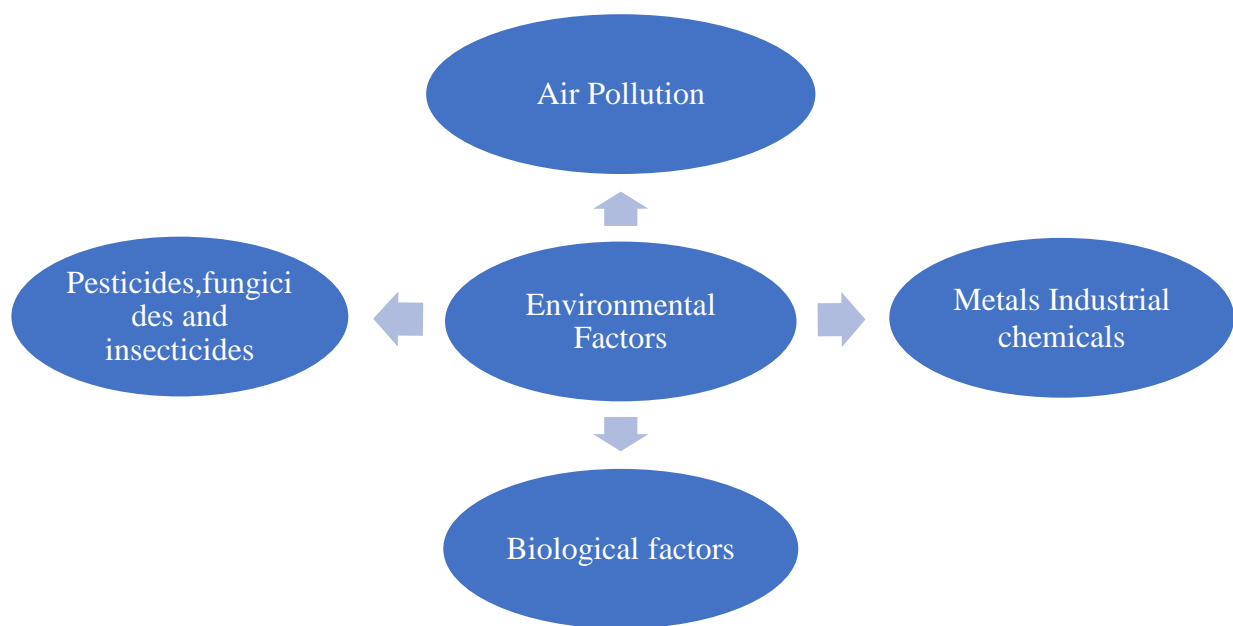 Air Pollution
Pesticides,fungici
des and
insecticides
Environmental
Factors
Metals Industrial
chemicals
Biological factors